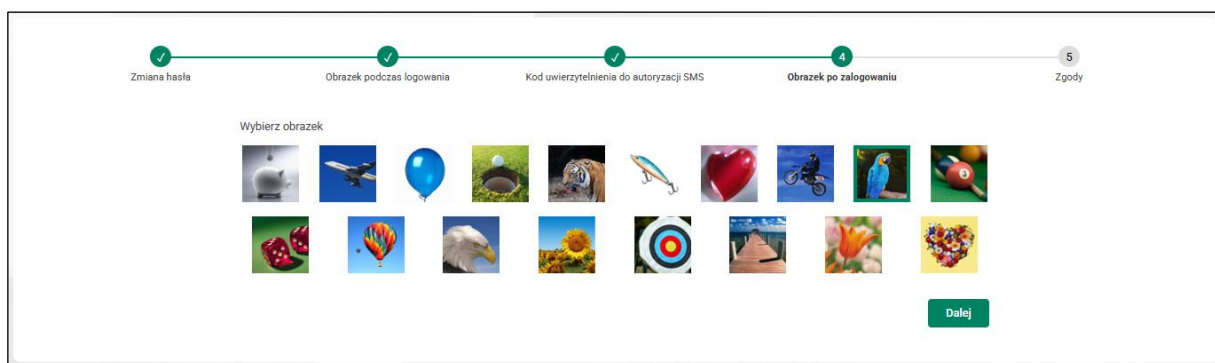 4
5
Zmiana hasła
Obrazek podczas logowania
Kod uwierzytelnienia do autoryzacji SMS
Obrazek po zalogowaniu
Zgody
Wybierz obrazek
3
Dalej